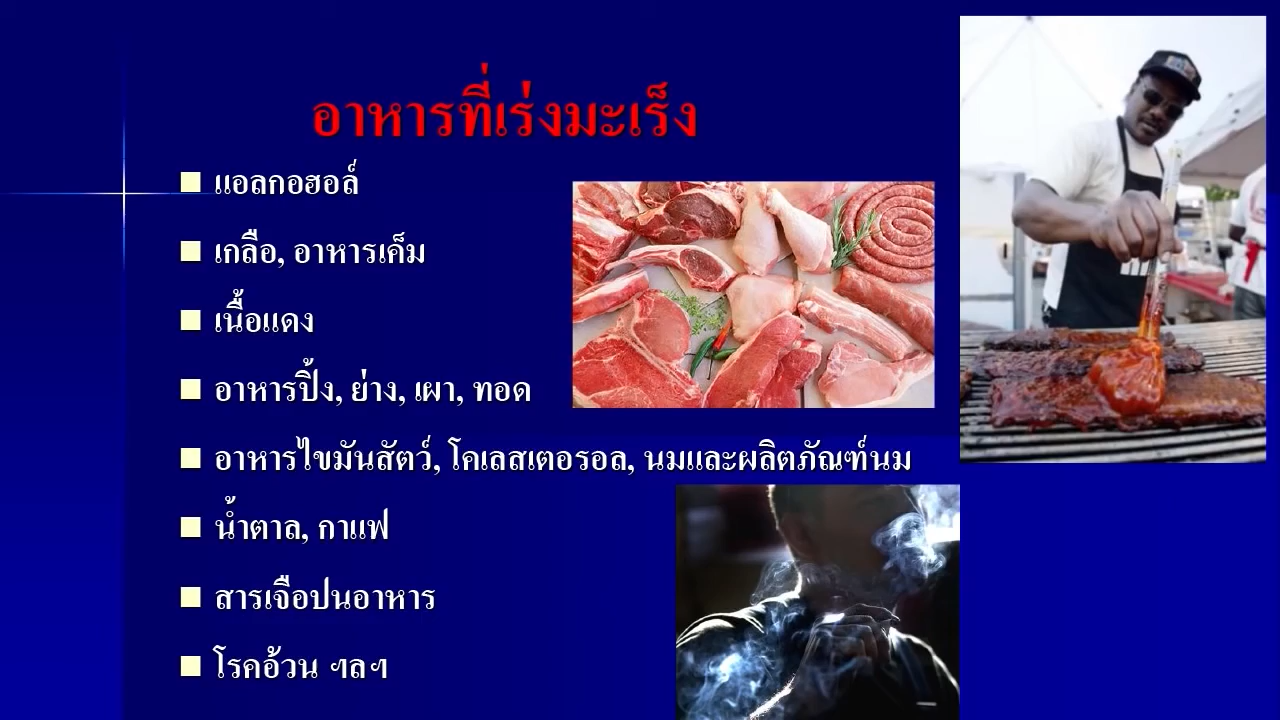 อาหารที่เร่งมะเร็ง
แอลกอฮอล์
เกลือ, อาหารเค็ม
เนื้อแดง
อาหารปิ้ง, ย่าง, เผา, ทอด
อาหารไขมันสัตว์, โคเลสเตอรอล, นมและผลิตภัณฑ์นม
น้ำตาล, กาแฟ
สารเจือปนอาหาร
โรคอ้วน ฯลฯ